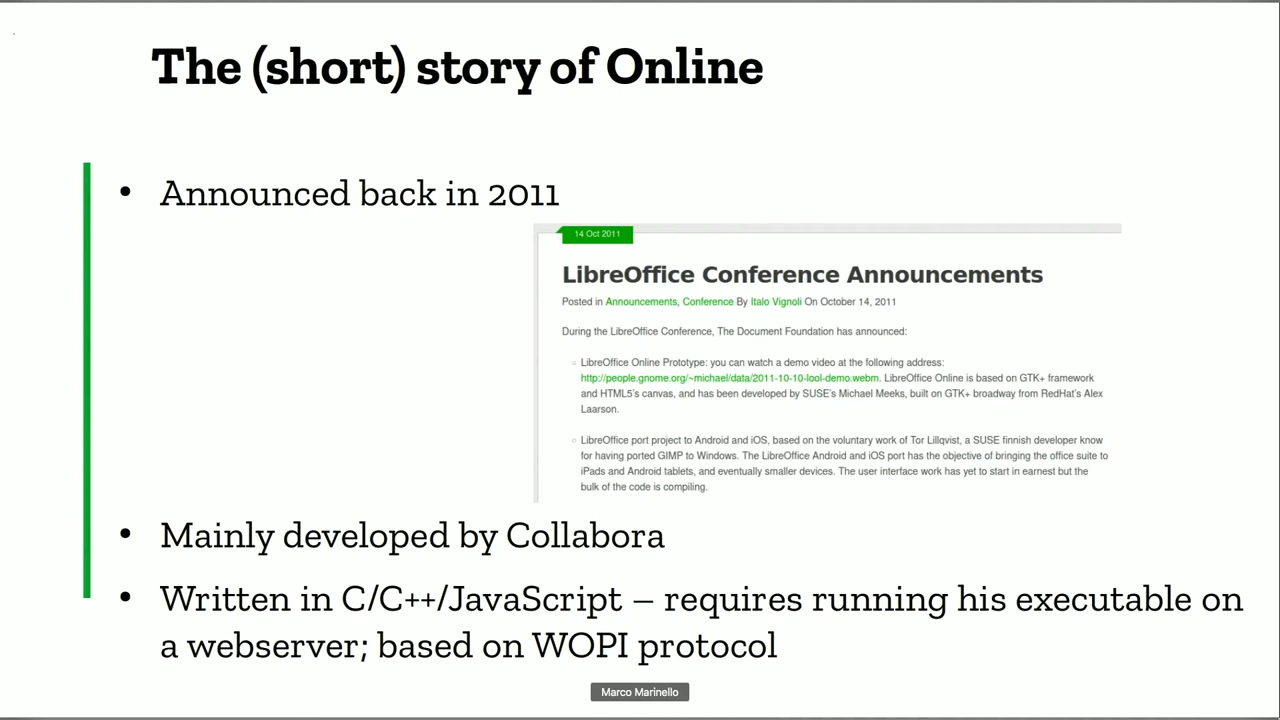 The (short) story of Online
• Announced back in 2011
14 Oct 2011
LibreOffice Conference Announcements
Posted in Announcements, Conference By Italo Vignoli On October 14, 2011
During the LibreOffice Conference, The Document Foundation has announced:
LibreOffice Online Prototype: you can watch a demo video at the following address:
http://people.gnome.org/~michael/data/2011-10-10-lool-demo.webm. LibreOffice Online is based on GTK+ framework
and HTML5's canvas, and has been developed by SUSE's Michael Meeks, built on GTK+ broadway from RedHat's Alex
Laarson.
LibreOffice port project to Android and iOS, based on the voluntary work of Tor Lillqvist, a SUSE finnish developer know
for having ported GIMP to Windows. The LibreOffice Android and iOS port has the objective of bringing the office suite to
iPads and Android tablets, and eventually smaller devices. The user interface work has yet to start in earnest but the
bulk of the code is compiling.
• Mainly developed by Collabora
• Written in C/C++/JavaScript – requires running his executable on
a webserver; based on WOPI protocol
Marco Marinello